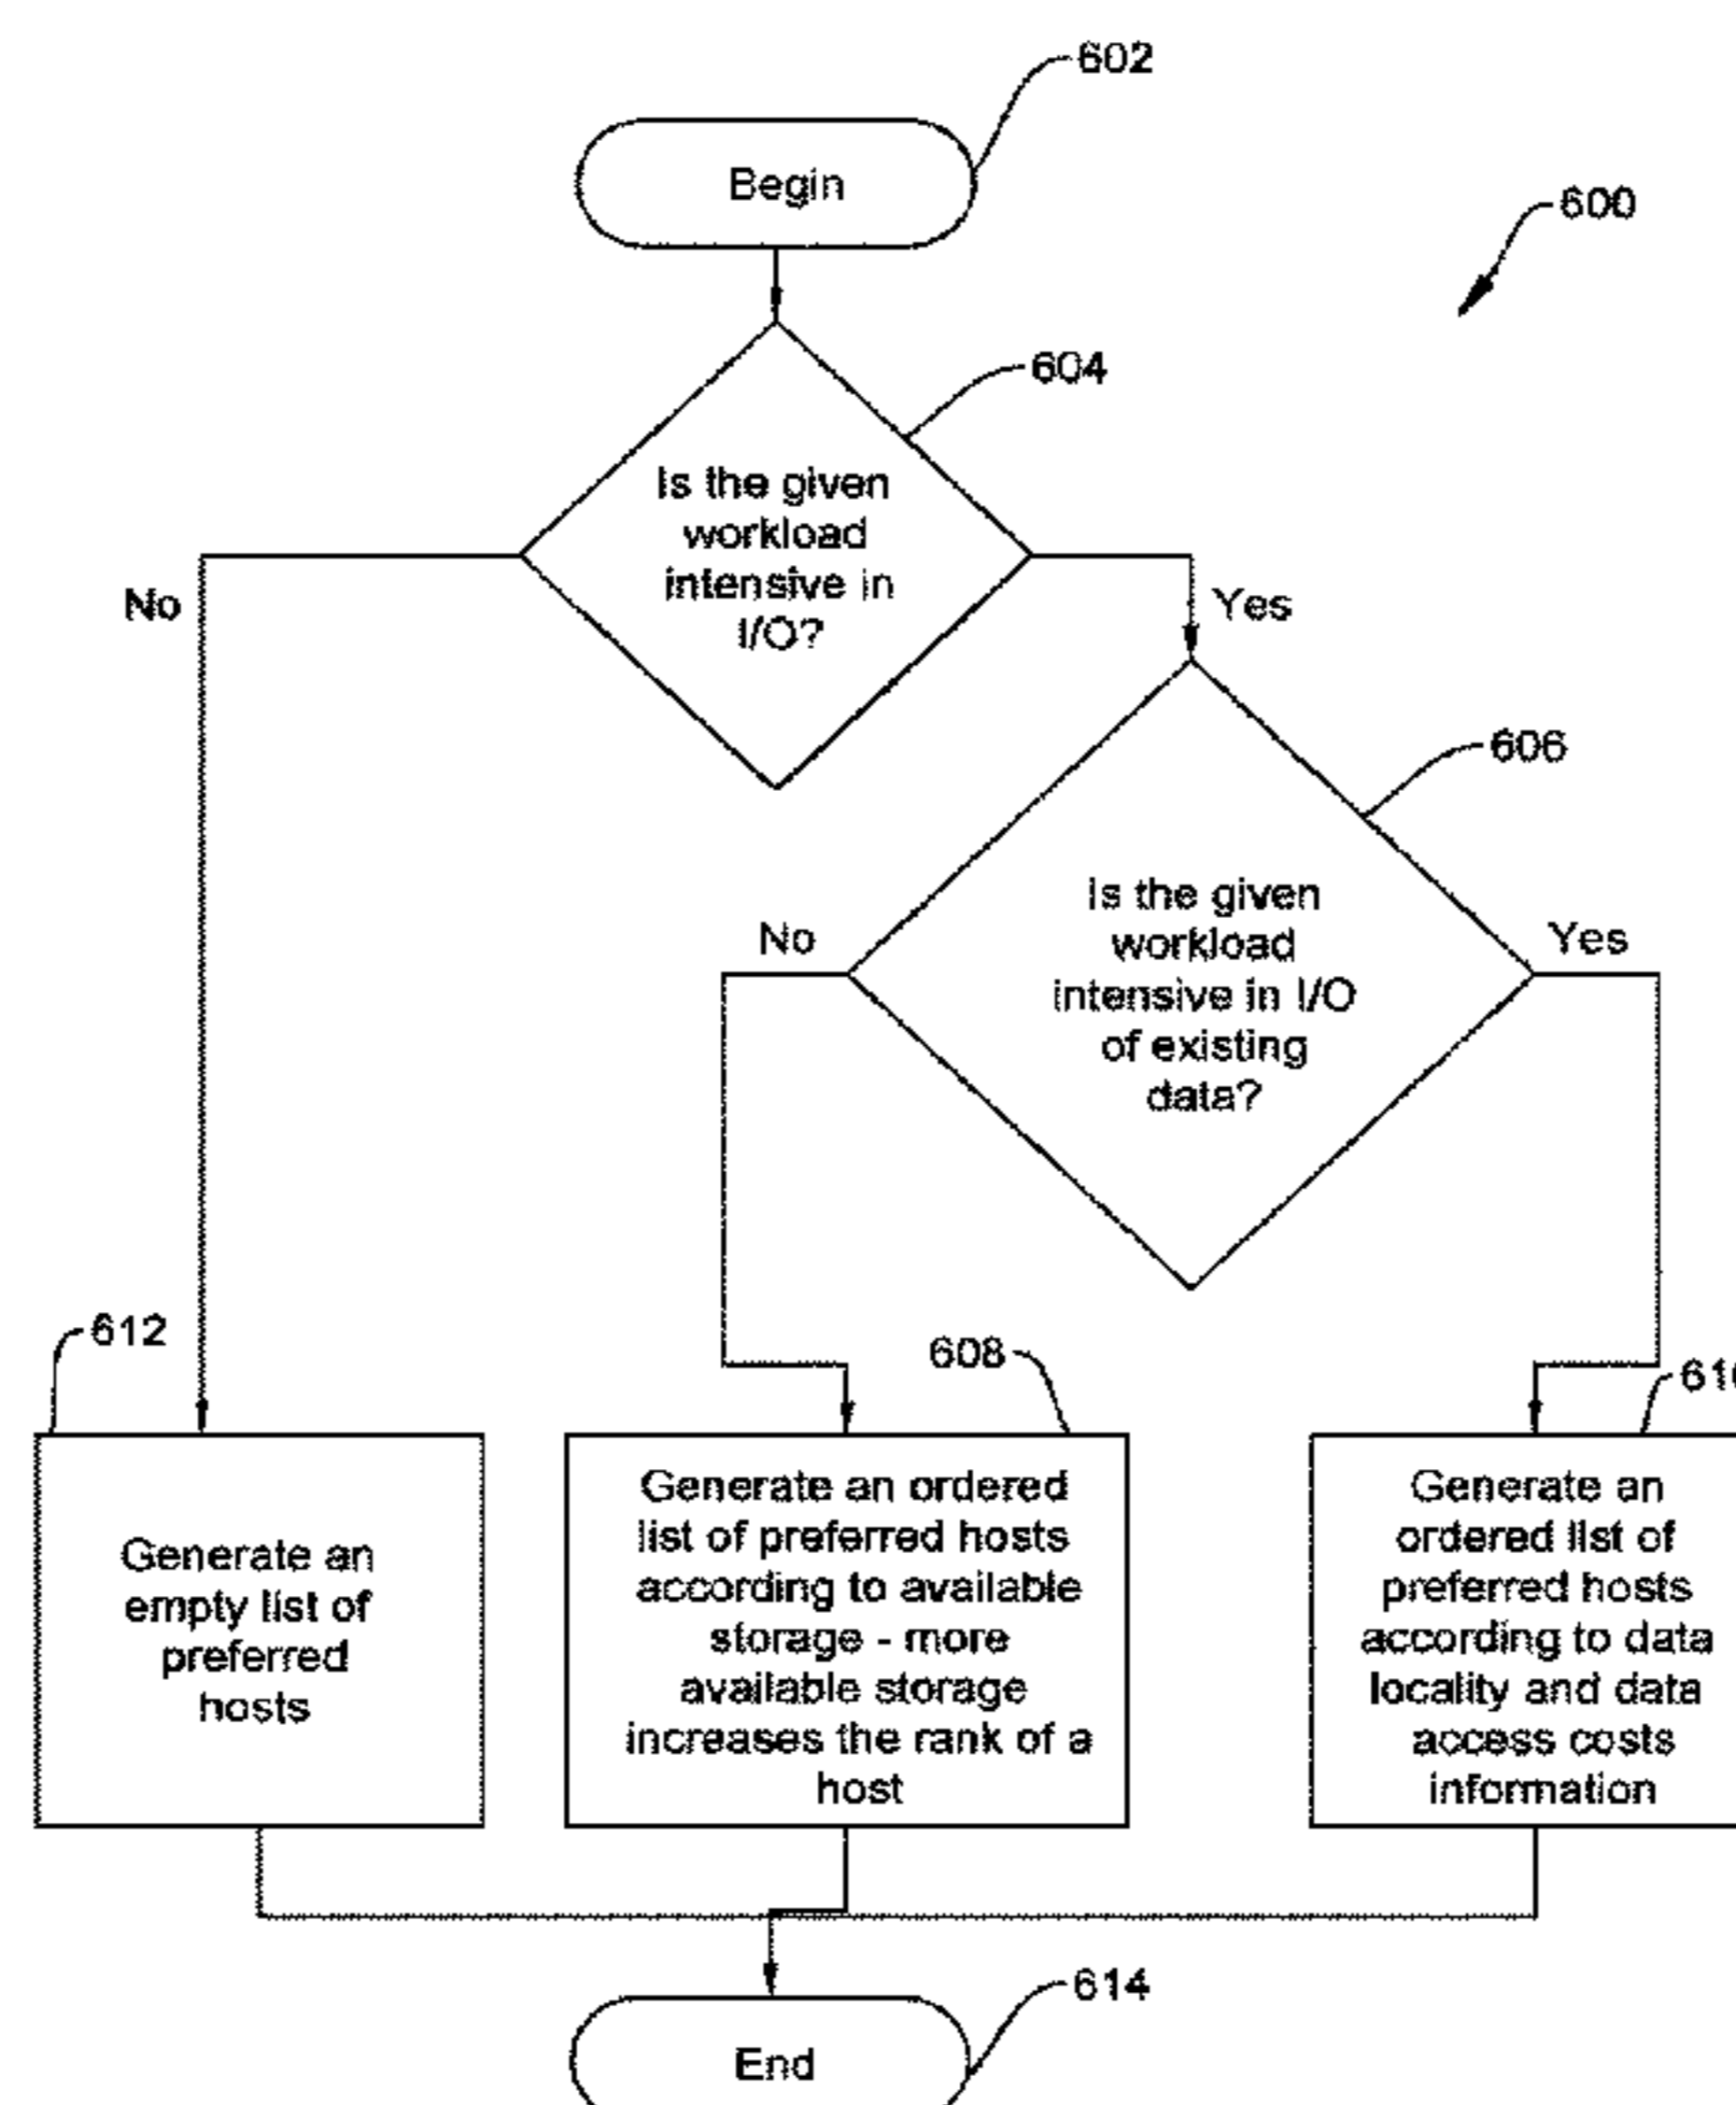 602
Begin
600
604
Is the given
workload
intensive in
I/O?
No
Yes
606
Is the given
workload
intensive in I/O
of existing
data?
No
Yes
612
608
Generate an
empty list of
preferred
hosts
Generate an ordered
list of preferred hosts
according to available
storage - more
available storage
increases the rank of a
host
Generate an
ordered list of
preferred hosts
according to data
locality and data
access costs
information
614
End